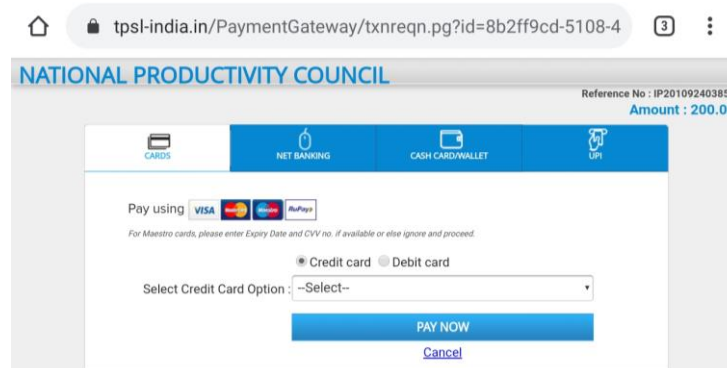 tpsl-india.in/PaymentGateway/txnreqn.pg?id=8b2ff9cd-5108-4
3
NATIONAL PRODUCTIVITY COUNCIL
Reference No : IP20109240385
Amount : 200.0
CARDS
NET BANKING
CASH CARD/WALLET
UPI
Pay using VISA MasterCard Maestro RuPay
For Maestro cards, please enter Expiry Date and CVV no. if available or else ignore and proceed.
Credit card Debit card
Select Credit Card Option : --Select--
PAY NOW
Cancel